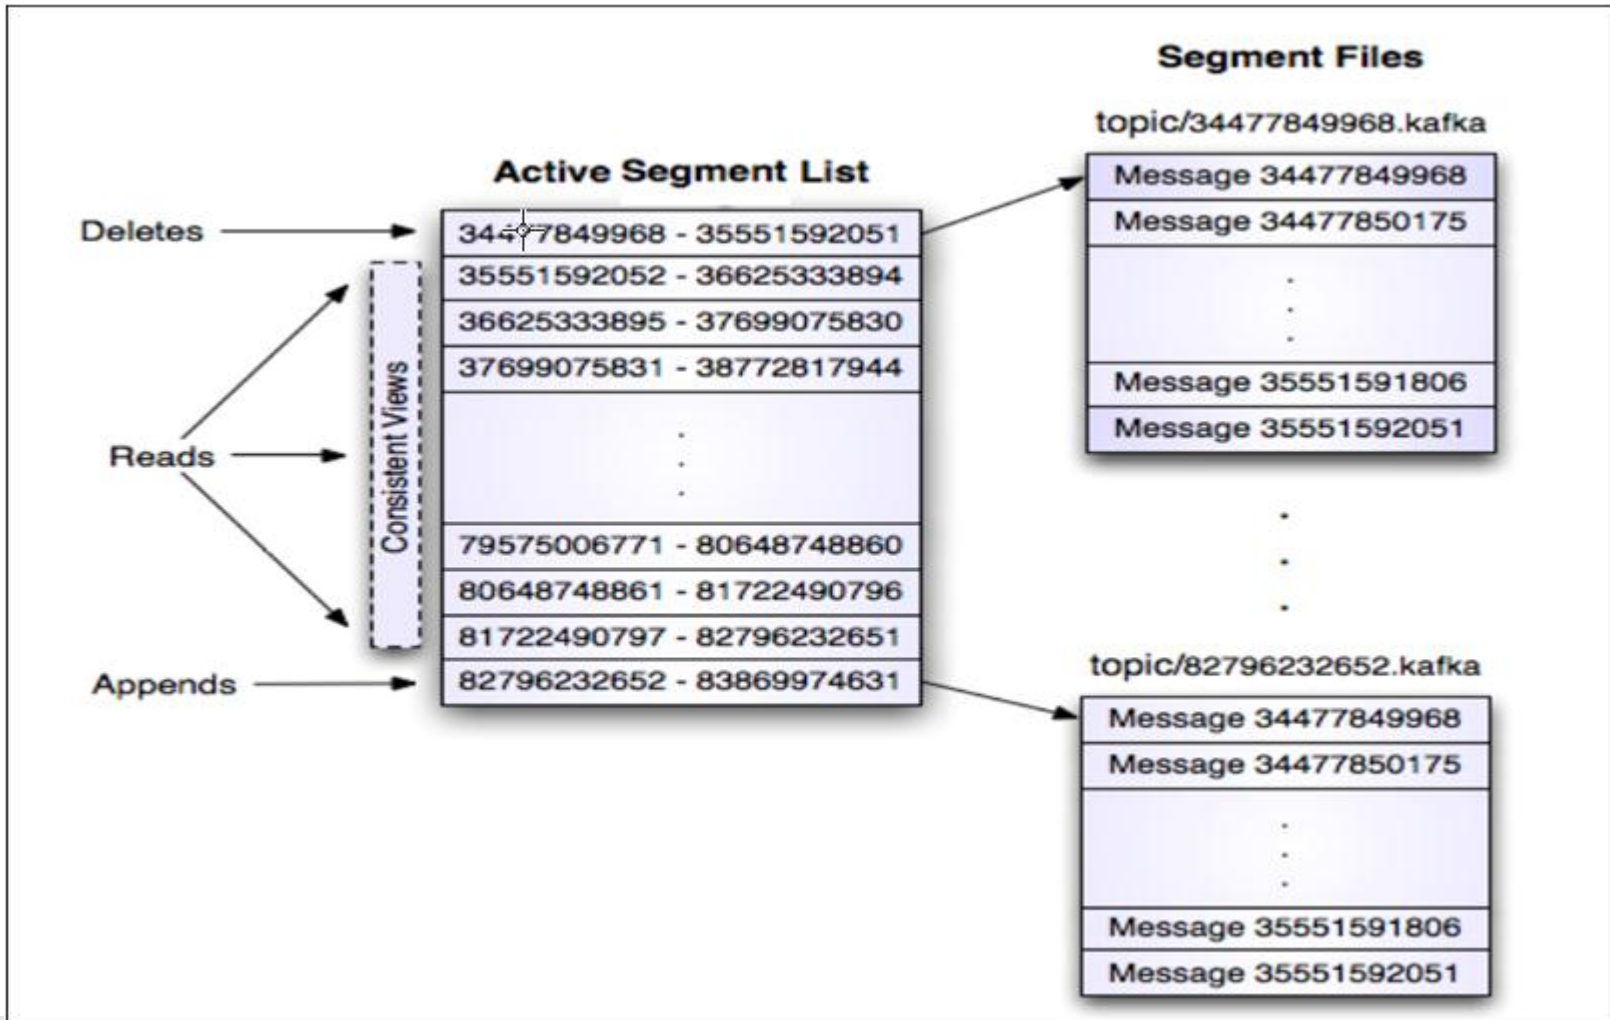 Segment Files
topic/34477849968.kafka
Message 34477849968
Message 34477850175
.
.
.
Message 35551591806
Message 35551592051
.
.
.
topic/82796232652.kafka
Message 34477849968
Message 34477850175
.
.
.
Message 35551591806
Message 35551592051
Active Segment List
34477849968 - 35551592051
35551592052 - 36625333894
36625333895 - 37699075830
37699075831 - 38772817944
.
.
.
79575006771 - 80648748860
80648748861 - 81722490796
81722490797 - 82796232651
82796232652 - 83869974631
Deletes
Reads
Appends
Consistent Views